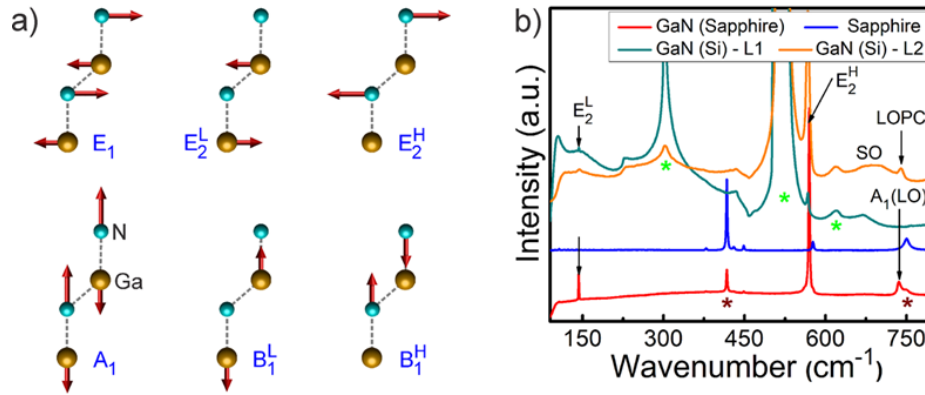 a)
E₁
E₂ᴸ
E₂ᴴ
N
Ga
A₁
B₁ᴸ
B₁ᴴ
b)
GaN (Sapphire)
Sapphire
GaN (Si) - L1
GaN (Si) - L2
E₂ᴴ
E₂ᴸ
LOPC
SO
*
*
*
A₁(LO)
*
*
Intensity (a.u.)
150 300 450 600 750
Wavenumber (cm⁻¹)